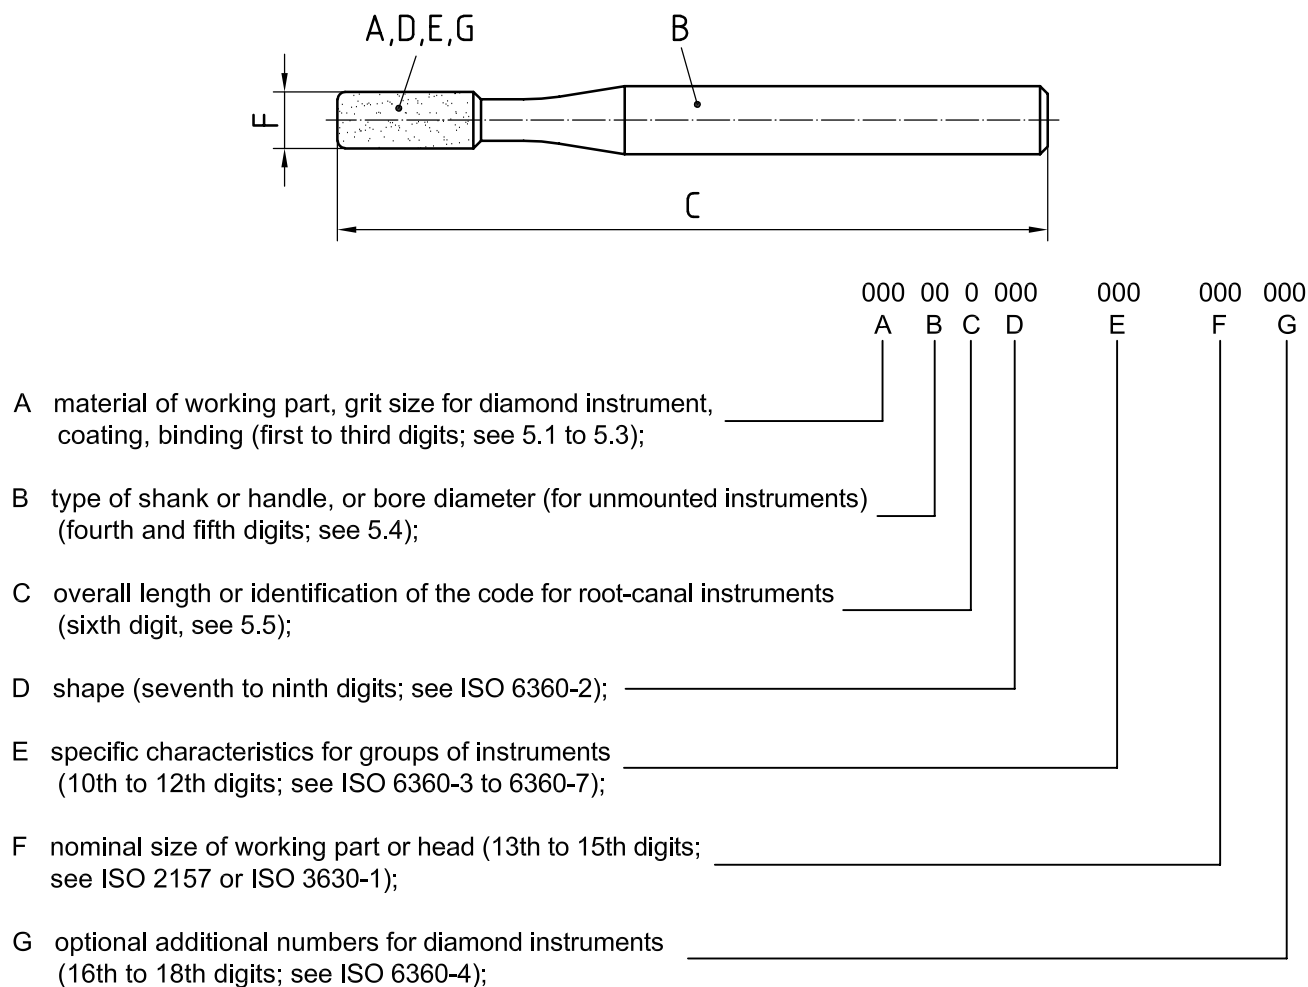 A,D,E,G
B
F
C
000 00 0 000 000 000 000
A B C D E F G
A material of working part, grit size for diamond instrument,
coating, binding (first to third digits; see 5.1 to 5.3);
B type of shank or handle, or bore diameter (for unmounted instruments)
(fourth and fifth digits; see 5.4);
C overall length or identification of the code for root-canal instruments
(sixth digit, see 5.5);
D shape (seventh to ninth digits; see ISO 6360-2);
E specific characteristics for groups of instruments
(10th to 12th digits; see ISO 6360-3 to 6360-7);
F nominal size of working part or head (13th to 15th digits;
see ISO 2157 or ISO 3630-1);
G optional additional numbers for diamond instruments
(16th to 18th digits; see ISO 6360-4);